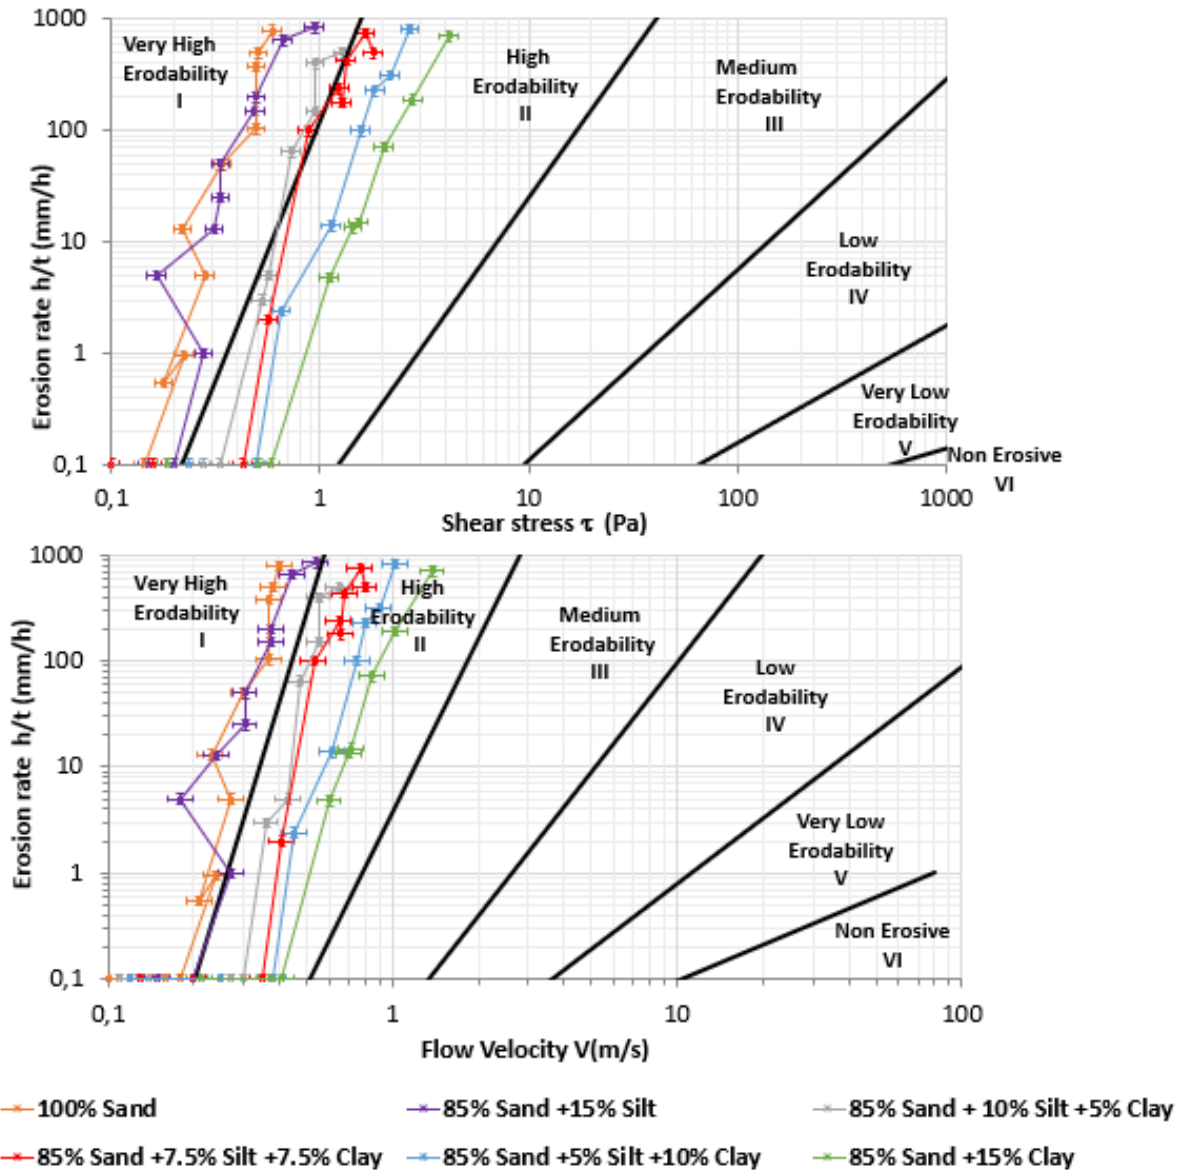 1000
100
10
1
0,1
Erosion rate h/t (mm/h)
Very High
Erodability
I
High
Erodability
II
Medium
Erodability
III
Low
Erodability
IV
Very Low
Erodability
V
Non Erosive
VI
0,1 1 10 100 1000
Shear stress τ (Pa)
1000
100
10
1
0,1
Erosion rate h/t (mm/h)
Very High
Erodability
I
High
Erodability
II
Medium
Erodability
III
Low
Erodability
IV
Very Low
Erodability
V
Non Erosive
VI
0,1 1 10 100
Flow Velocity V(m/s)
100% Sand 85% Sand +15% Silt 85% Sand + 10% Silt +5% Clay
85% Sand +7.5% Silt +7.5% Clay 85% Sand +5% Silt +10% Clay 85% Sand +15% Clay